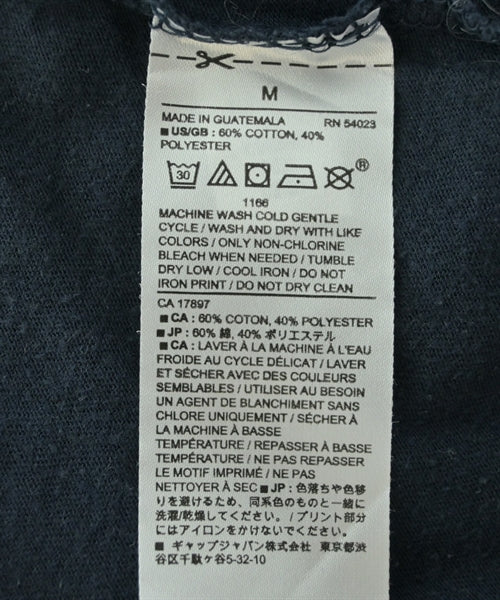 M
MADE IN GUATEMALA RN 54023
■ US/GB : 60% COTTON, 40%
POLYESTER
30 ®
1166
MACHINE WASH COLD GENTLE
CYCLE / WASH AND DRY WITH LIKE
COLORS / ONLY NON-CHLORINE
BLEACH WHEN NEEDED / TUMBLE
DRY LOW / COOL IRON / DO NOT
IRON PRINT / DO NOT DRY CLEAN
CA 17897
■ CA : 60% COTON, 40% POLYESTER
■ JP : 60% 綿, 40% ポリエステル
■ CA : LAVER À LA MACHINE À L'EAU
FROIDE AU CYCLE DÉLICAT / LAVER
ET SÉCHER AVEC DES COULEURS
SEMBLABLES / UTILISER AU BESOIN
UN AGENT DE BLANCHIMENT SANS
CHLORE UNIQUEMENT / SÉCHER À
LA MACHINE À BASSE
TEMPÉRATURE / REPASSER À BASSE
TEMPÉRATURE / NE PAS REPASSER
LE MOTIF IMPRIMÉ / NE PAS
NETTOYER À SEC ■ JP : 色落ちや色移
りを避けるため、同系色のものと一緒に
洗濯/乾燥してください。/ プリント部分
にはアイロンをかけないでください。
■ ギャップジャパン株式会社 東京都渋
谷区千駄ヶ谷5-32-10